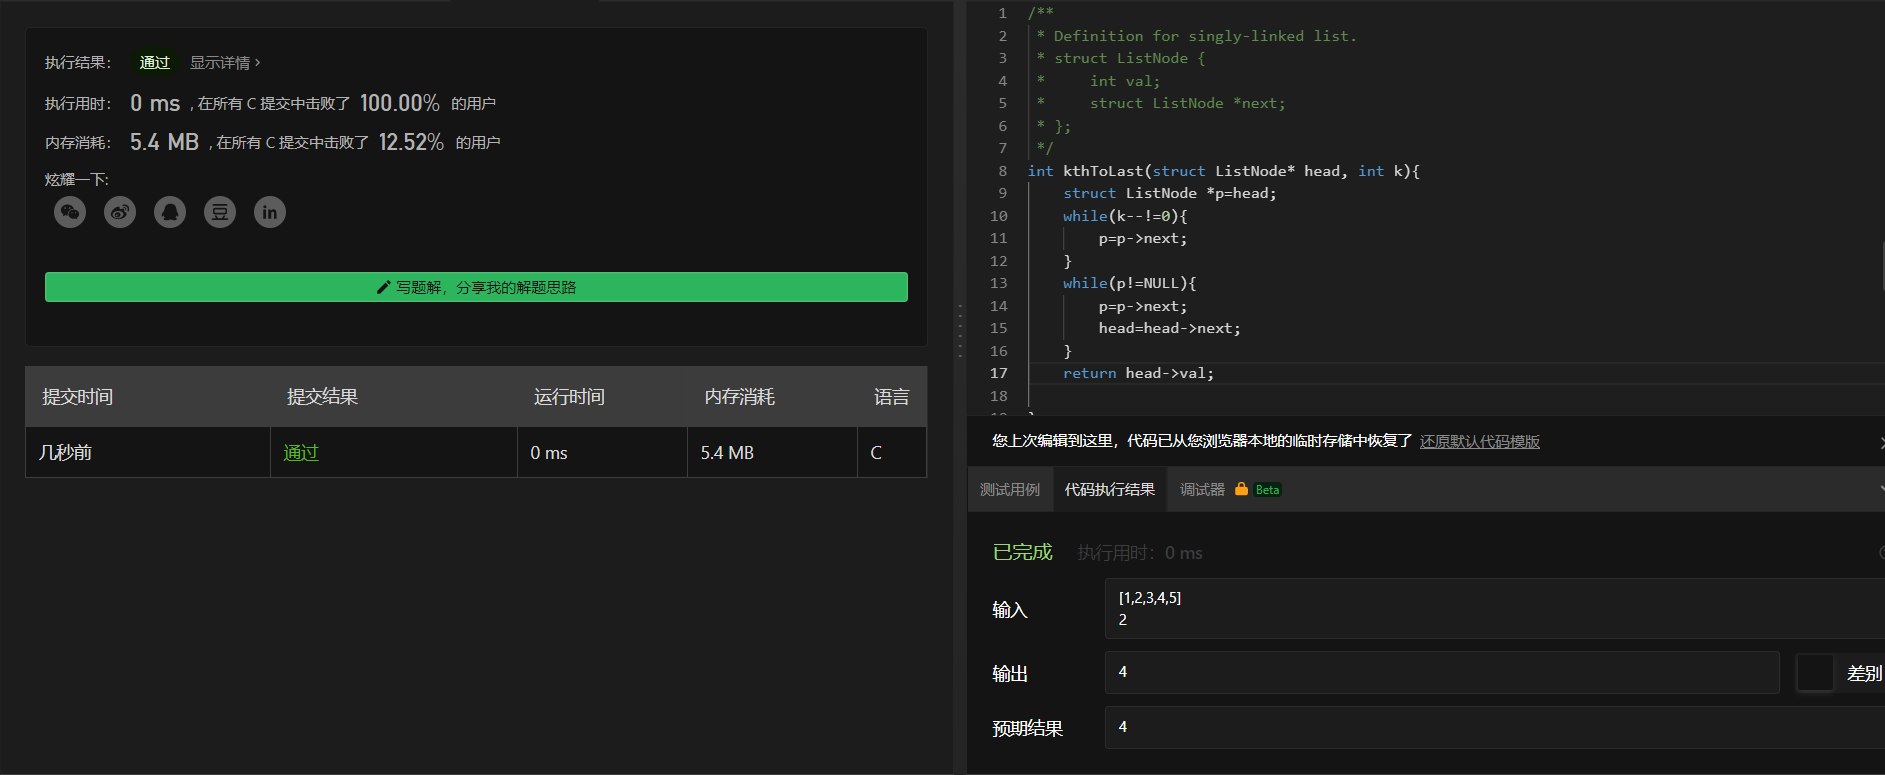 执行结果： 通过 显示详情 >
执行用时： 0 ms , 在所有 C 提交中击败了 100.00% 的用户
内存消耗： 5.4 MB , 在所有 C 提交中击败了 12.52% 的用户
炫耀一下:
豆 in
写题解，分享我的解题思路
提交时间 提交结果 运行时间 内存消耗 语言
几秒前 通过 0 ms 5.4 MB C
1 /**
2  * Definition for singly-linked list.
3  * struct ListNode {
4  *     int val;
5  *     struct ListNode *next;
6  * };
7  */
8 int kthToLast(struct ListNode* head, int k){
9     struct ListNode *p=head;
10     while(k--!=0){
11         p=p->next;
12     }
13     while(p!=NULL){
14         p=p->next;
15         head=head->next;
16     }
17     return head->val;
18
您上次编辑到这里，代码已从您浏览器本地的临时存储中恢复了 还原默认代码模版
测试用例 代码执行结果 调试器 Beta
已完成 执行用时：0 ms
输入
[1,2,3,4,5]
2
输出 4 差别
预期结果 4